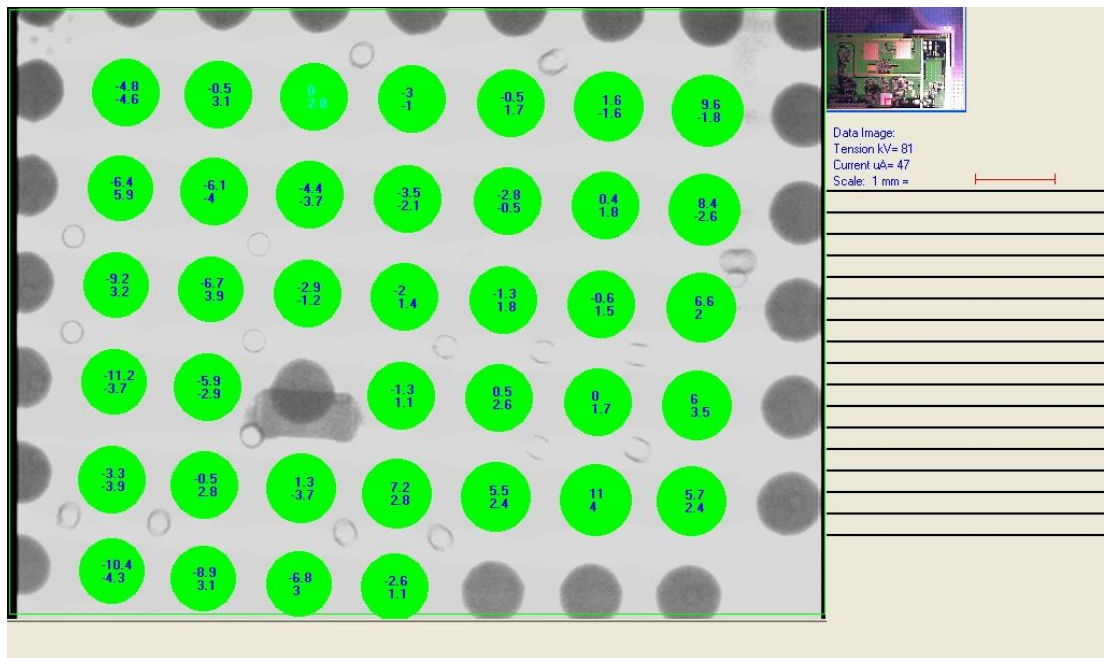 -4.8 -0.5 0 -3 -0.5 1.6 9.6
-4.6 3.1 2.8 -1 1.7 -1.6 -1.8
Data Image:
Tension kV= 81
Current uA= 47
Scale: 1 mm =
-6.4 -6.1 -4.4 -3.5 -2.8 0.4 8.4
5.9 -4 -3.7 -2.1 -0.5 1.8 -2.6
-9.2 -6.7 -2.9 -2 -1.3 -0.6 6.6
3.2 3.9 -1.2 1.4 1.8 1.5 2
-11.2 -5.9 -1.3 0.5 0 6
-3.7 -2.9 1.1 2.6 1.7 3.5
-3.3 -0.5 1.3 7.2 5.5 11 5.7
-3.9 2.8 -3.7 2.8 2.4 4 2.4
-10.4 -8.9 -6.8 -2.6
-4.3 3.1 3 1.1